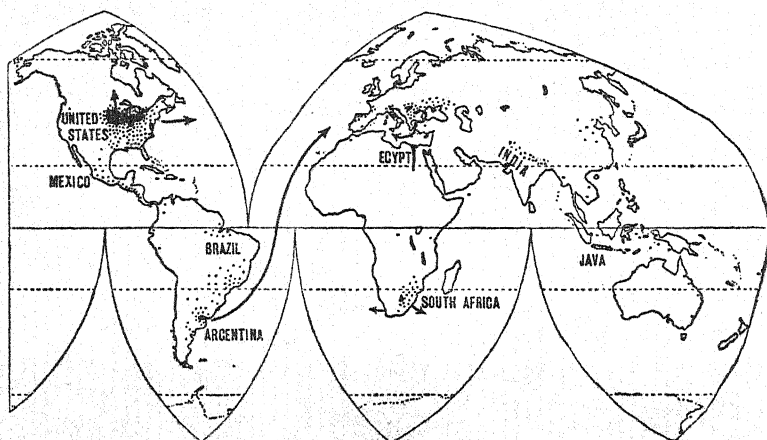 UNITED
STATES
MEXICO
EGYPT
INDIA
BRAZIL
JAVA
SOUTH AFRICA
ARGENTINA